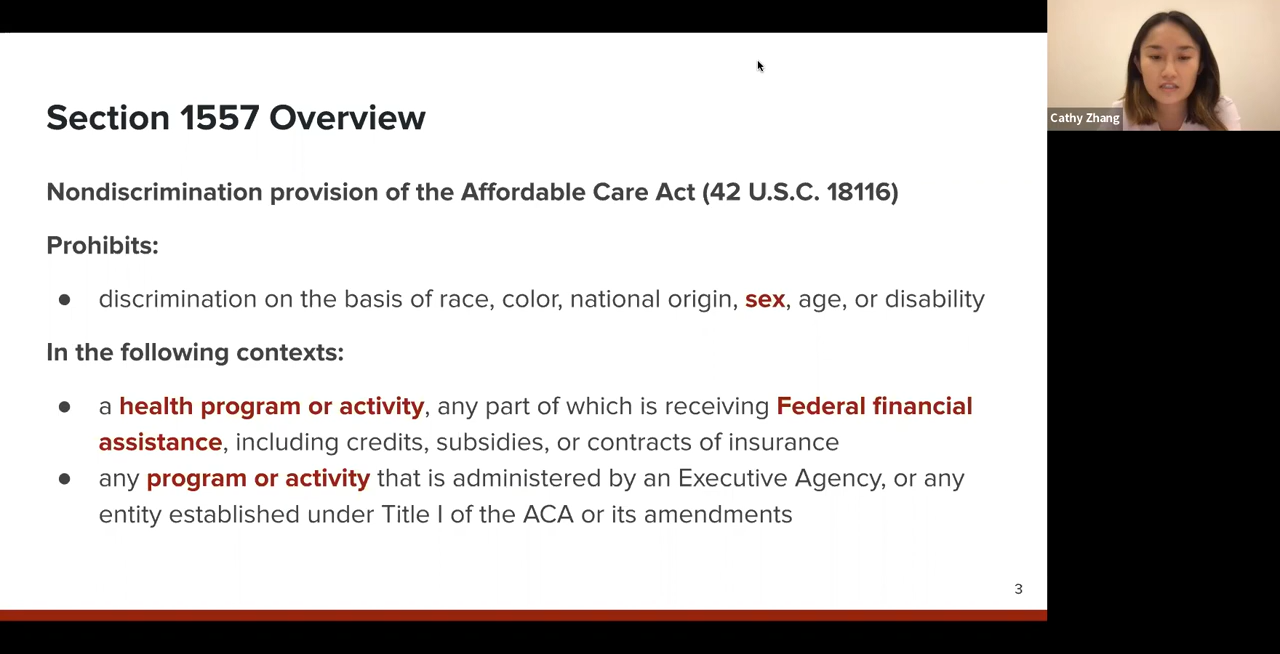 Section 1557 Overview
Cathy Zhang
Nondiscrimination provision of the Affordable Care Act (42 U.S.C. 18116)
Prohibits:
● discrimination on the basis of race, color, national origin, sex, age, or disability
In the following contexts:
● a health program or activity, any part of which is receiving Federal financial
assistance, including credits, subsidies, or contracts of insurance
● any program or activity that is administered by an Executive Agency, or any
entity established under Title I of the ACA or its amendments
3